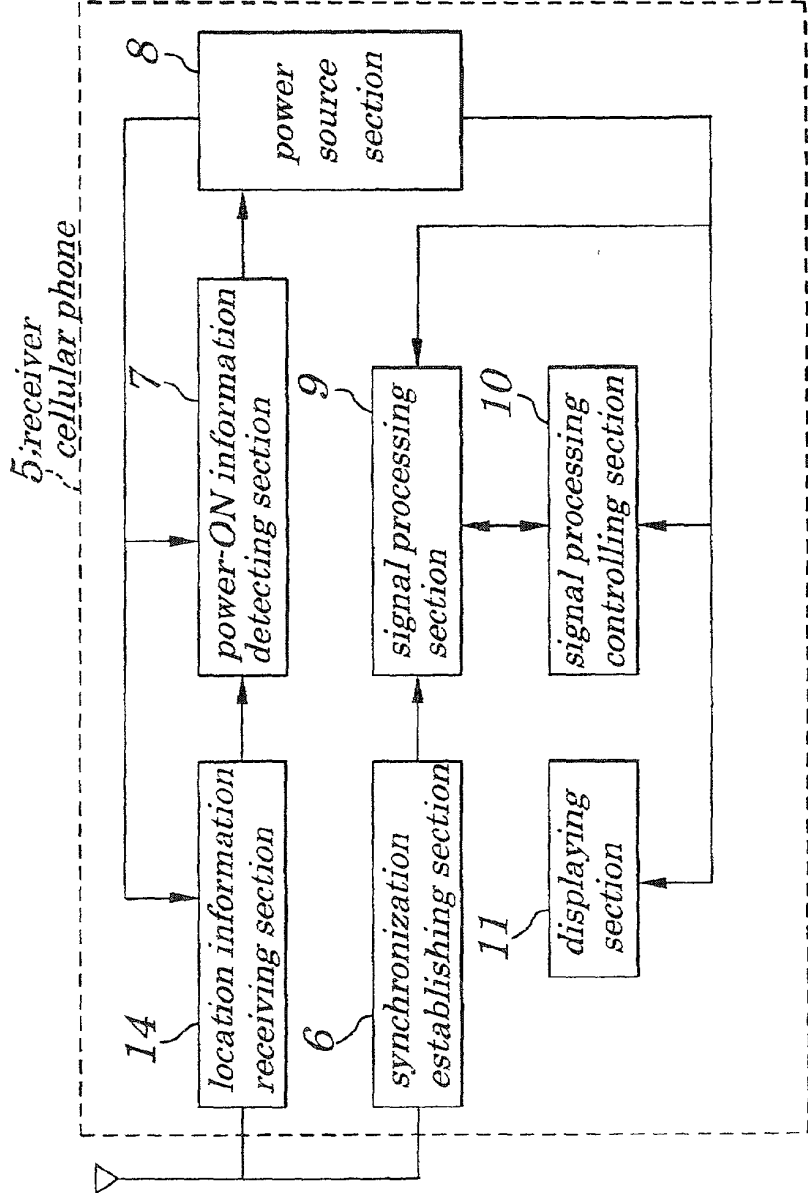 5;receiver
cellular phone
14
location information
receiving section
7
power-ON information
detecting section
8
power
source
section
6
synchronization
establishing section
9
signal processing
section
11
displaying
section
10
signal processing
controlling section